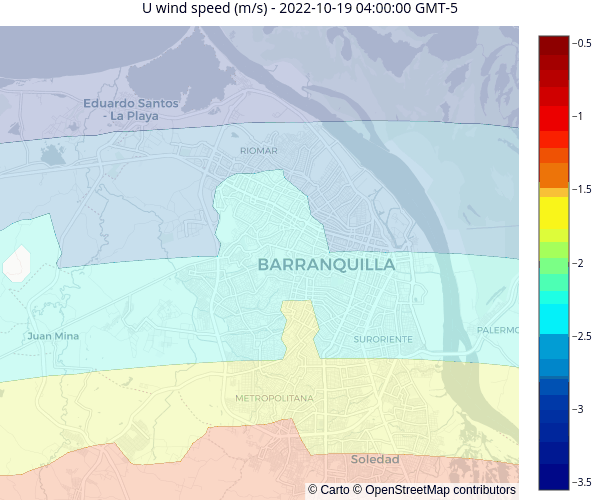 U wind speed (m/s) - 2022-10-19 04:00:00 GMT-5
−0.5
Eduardo Santos
- La Playa
−1
RIOMAR
−1.5
BARRANQUILLA
−2
Juan Mina
SURORIENTE
PALERMO
−2.5
METROPOLITANA
−3
Soledad
−3.5
© Carto © OpenStreetMap contributors